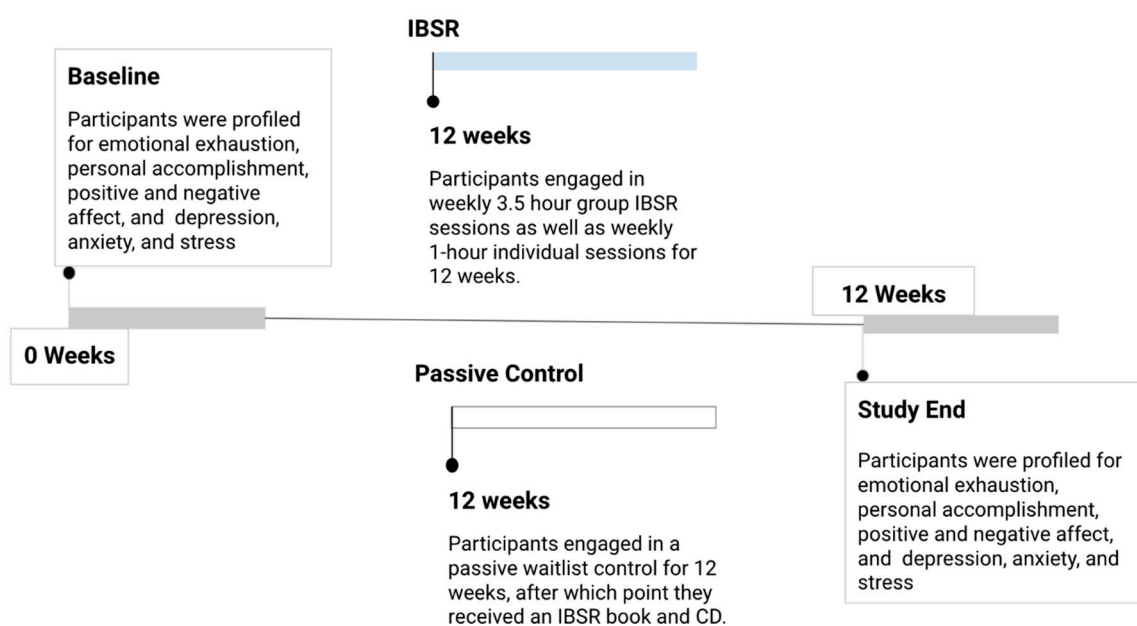 IBSR
Baseline
Participants were profiled
for emotional exhaustion,
personal accomplishment,
positive and negative
affect, and depression,
anxiety, and stress
12 weeks
Participants engaged in
weekly 3.5 hour group IBSR
sessions as well as weekly
1-hour individual sessions for
12 weeks.
0 Weeks
12 Weeks
Passive Control
12 weeks
Participants engaged in a
passive waitlist control for 12
weeks, after which point they
received an IBSR book and CD.
Study End
Participants were profiled for
emotional exhaustion,
personal accomplishment,
positive and negative affect,
and depression, anxiety, and
stress